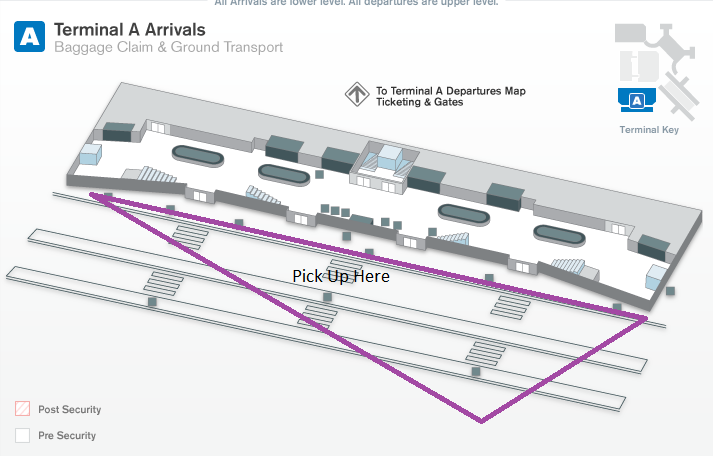 All Arrivals are lower level. All departures are upper level.
A
Terminal A Arrivals
Baggage Claim & Ground Transport
To Terminal A Departures Map
Ticketing & Gates
A
Terminal Key
Pick Up Here
Post Security
Pre Security